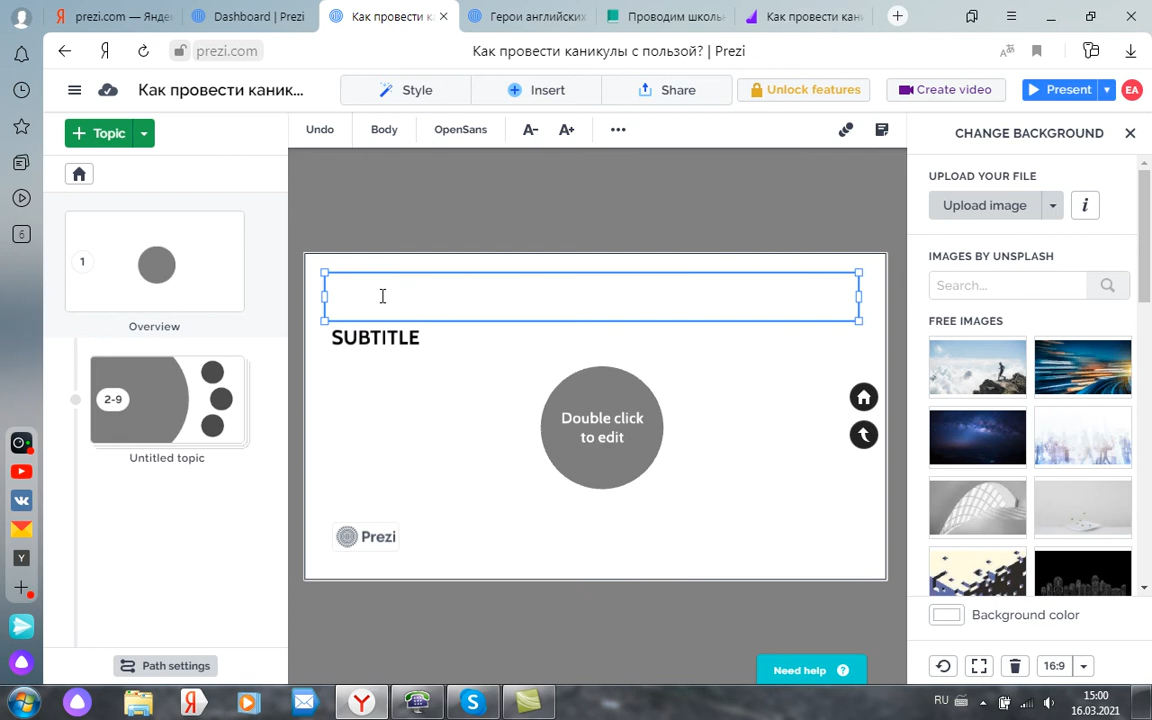 prezi.com — Янде
Dashboard | Prezi
Как провести к
Герои английских
Проводим школьн
Как провести кани
prezi.com
Как провести каникулы с пользой? | Prezi
Как провести каник...
Style
Insert
Share
Unlock features
Create video
Present
EA
Topic
Undo
Body
OpenSans
A-
A+
CHANGE BACKGROUND
UPLOAD YOUR FILE
Upload image
i
IMAGES BY UNSPLASH
Search...
FREE IMAGES
6
1
Overview
2-9
Untitled topic
SUBTITLE
Double click
to edit
Prezi
Background color
Path settings
Need help ?
16:9
RU
15:00
16.03.2021